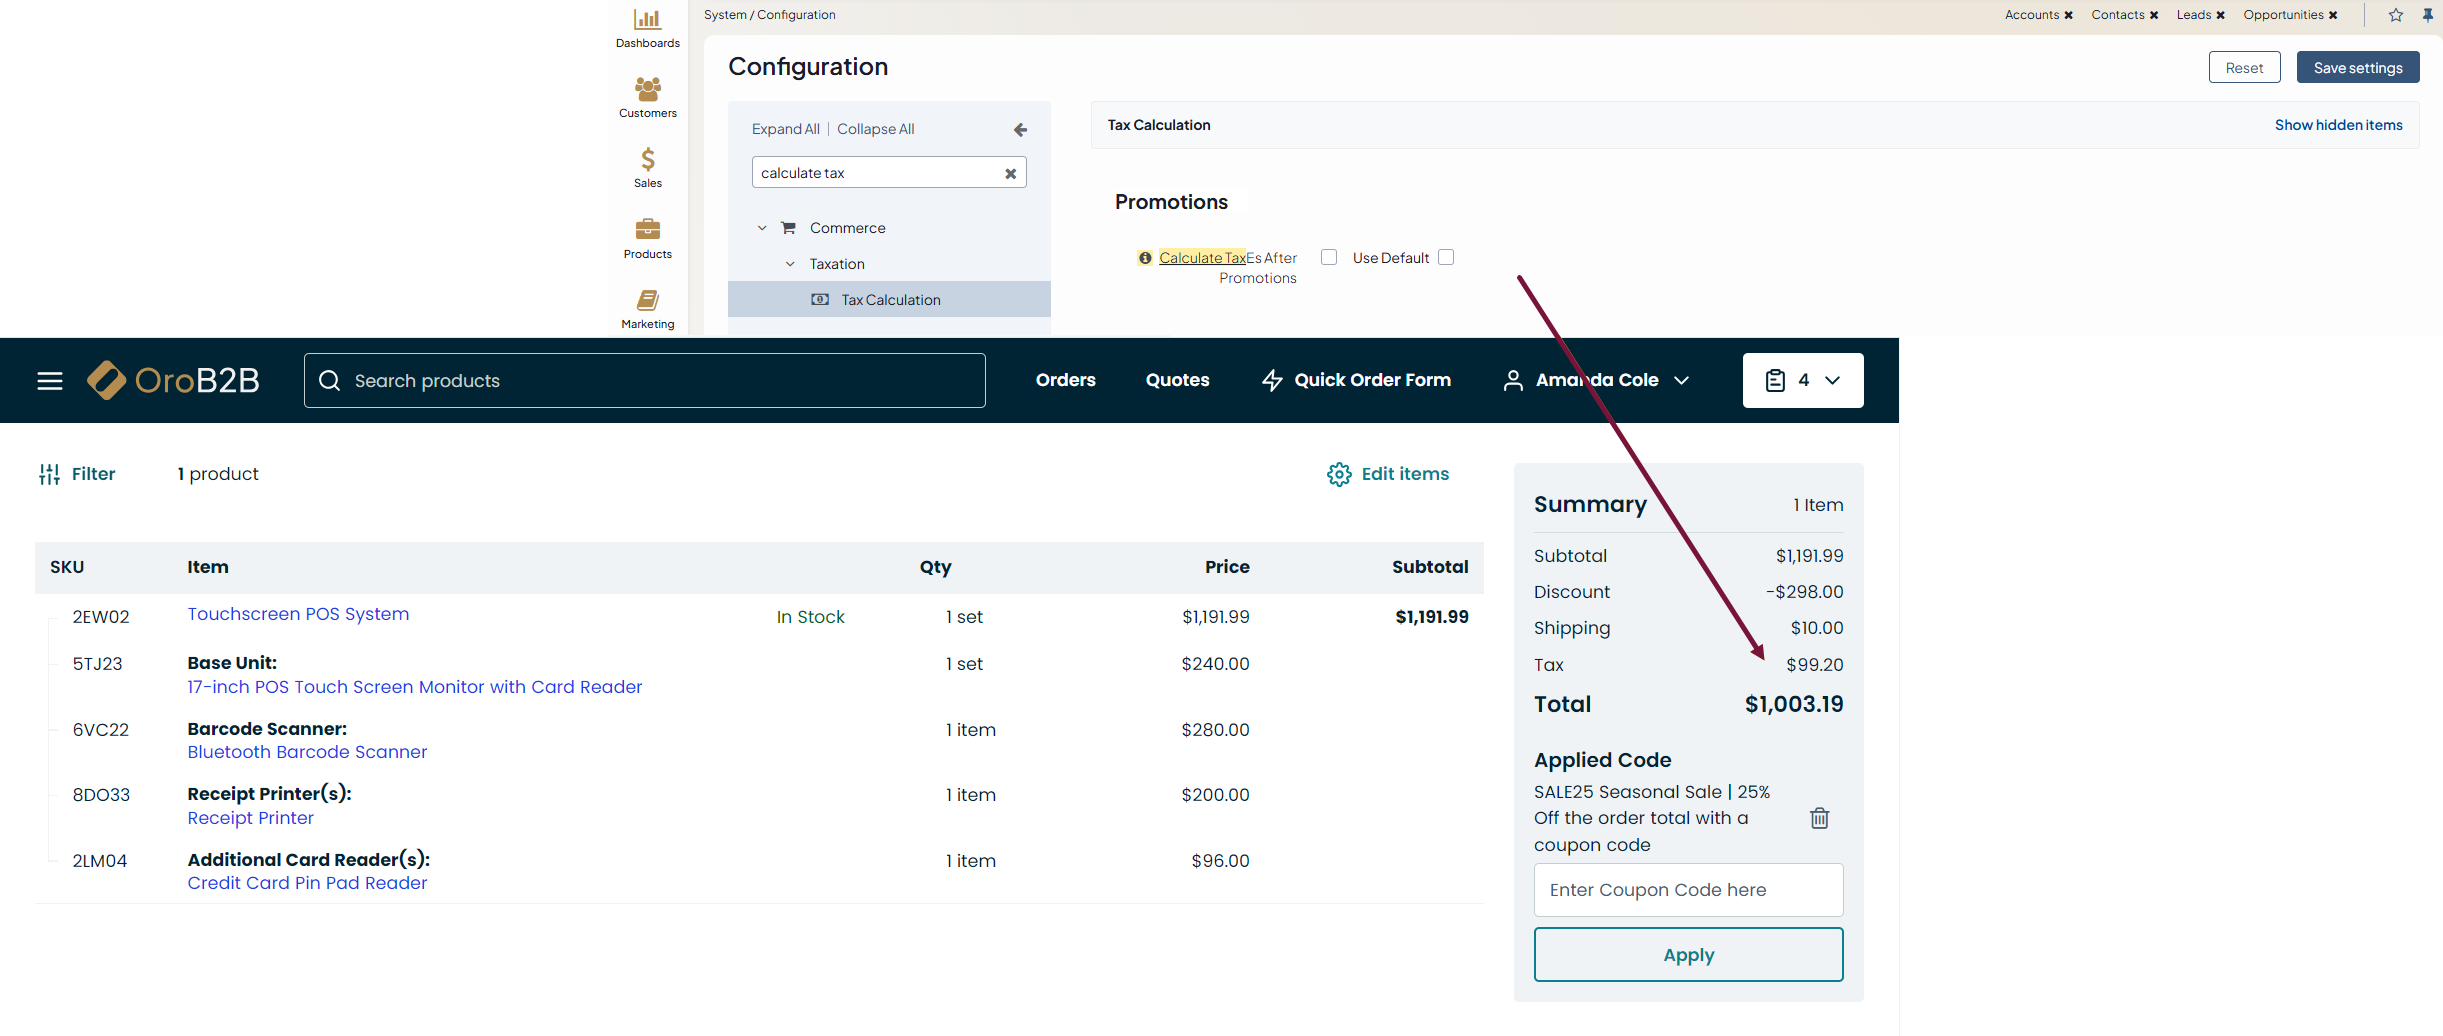 System / Configuration
Accounts ✖ Contacts ✖ Leads ✖ Opportunities ✖
Dashboards
Customers
Sales
Products
Marketing
Configuration
Reset
Save settings
Expand All | Collapse All
calculate tax
Commerce
Taxation
Tax Calculation
Tax Calculation
Show hidden items
Promotions
Calculate TaxEs After
Promotions
Use Default
OroB2B
Search products
Orders
Quotes
Quick Order Form
Amanda Cole
4
Filter
1 product
Edit items
SKU Item Qty Price Subtotal
2EW02 Touchscreen POS System In Stock 1 set $1,191.99 $1,191.99
5TJ23 Base Unit: 1 set $240.00
17-inch POS Touch Screen Monitor with Card Reader
6VC22 Barcode Scanner: 1 item $280.00
Bluetooth Barcode Scanner
8DO33 Receipt Printer(s): 1 item $200.00
Receipt Printer
2LM04 Additional Card Reader(s): 1 item $96.00
Credit Card Pin Pad Reader
Summary 1 Item
Subtotal $1,191.99
Discount -$298.00
Shipping $10.00
Tax $99.20
Total $1,003.19
Applied Code
SALE25 Seasonal Sale | 25%
Off the order total with a
coupon code
Enter Coupon Code here
Apply